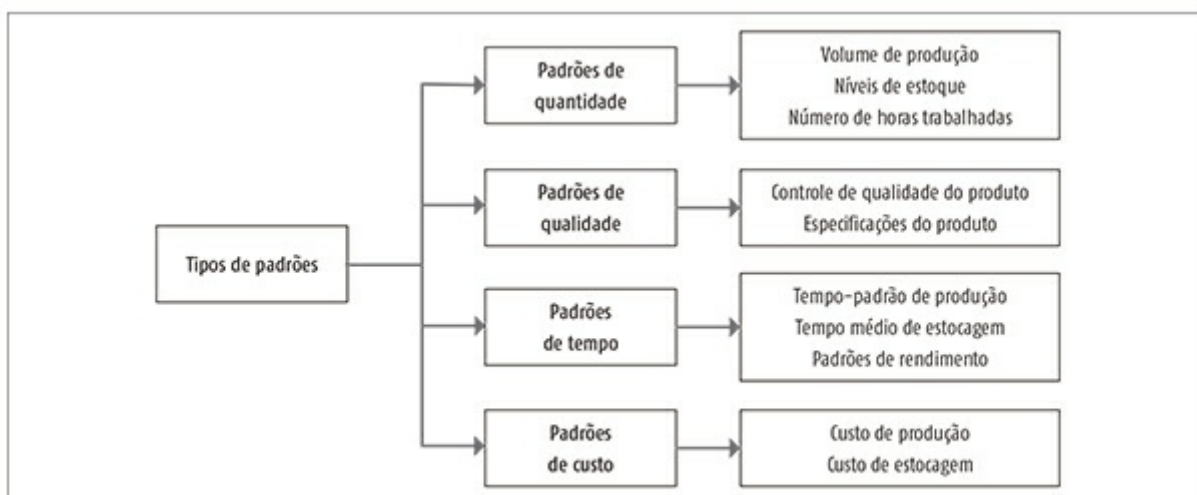 Tipos de padrões
Padrões de
quantidade
Volume de produção
Níveis de estoque
Número de horas trabalhadas
Padrões de
qualidade
Controle de qualidade do produto
Especificações do produto
Padrões
de tempo
Tempo-padrão de produção
Tempo médio de estocagem
Padrões de rendimento
Padrões
de custo
Custo de produção
Custo de estocagem